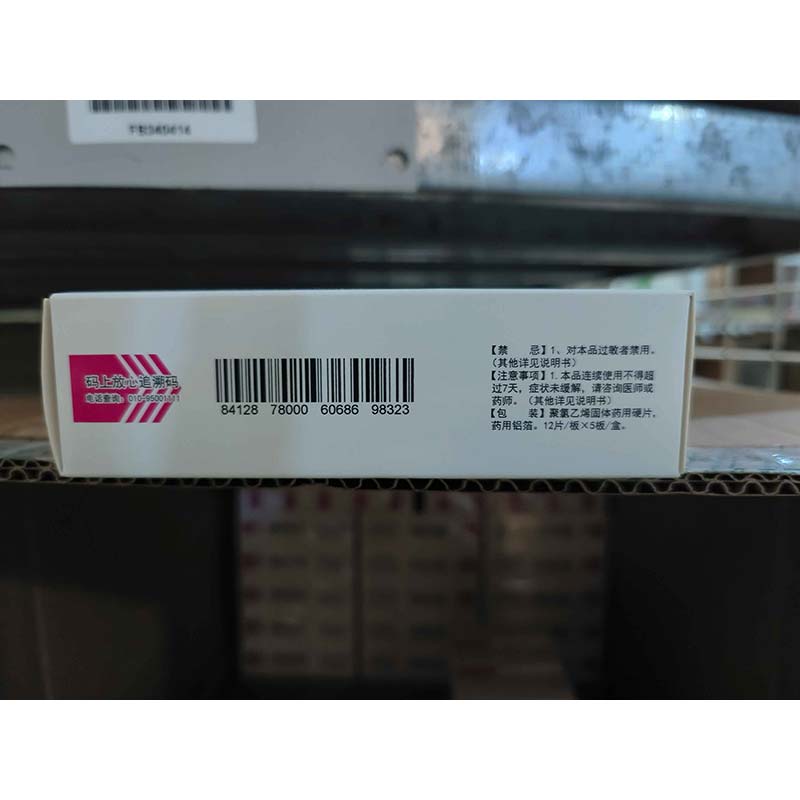 FB340414
码上放心追溯码
电话查询：010-95001111
84128 78000 60686 98323
【禁　忌】1、对本品过敏者禁用。
（其他详见说明书）
【注意事项】1.本品连续使用不得超
过7天，症状未缓解，请咨询医师或
药师。（其他详见说明书）
【包　装】聚氯乙烯固体药用硬片，
药用铝箔。12片/板×5板/盒。